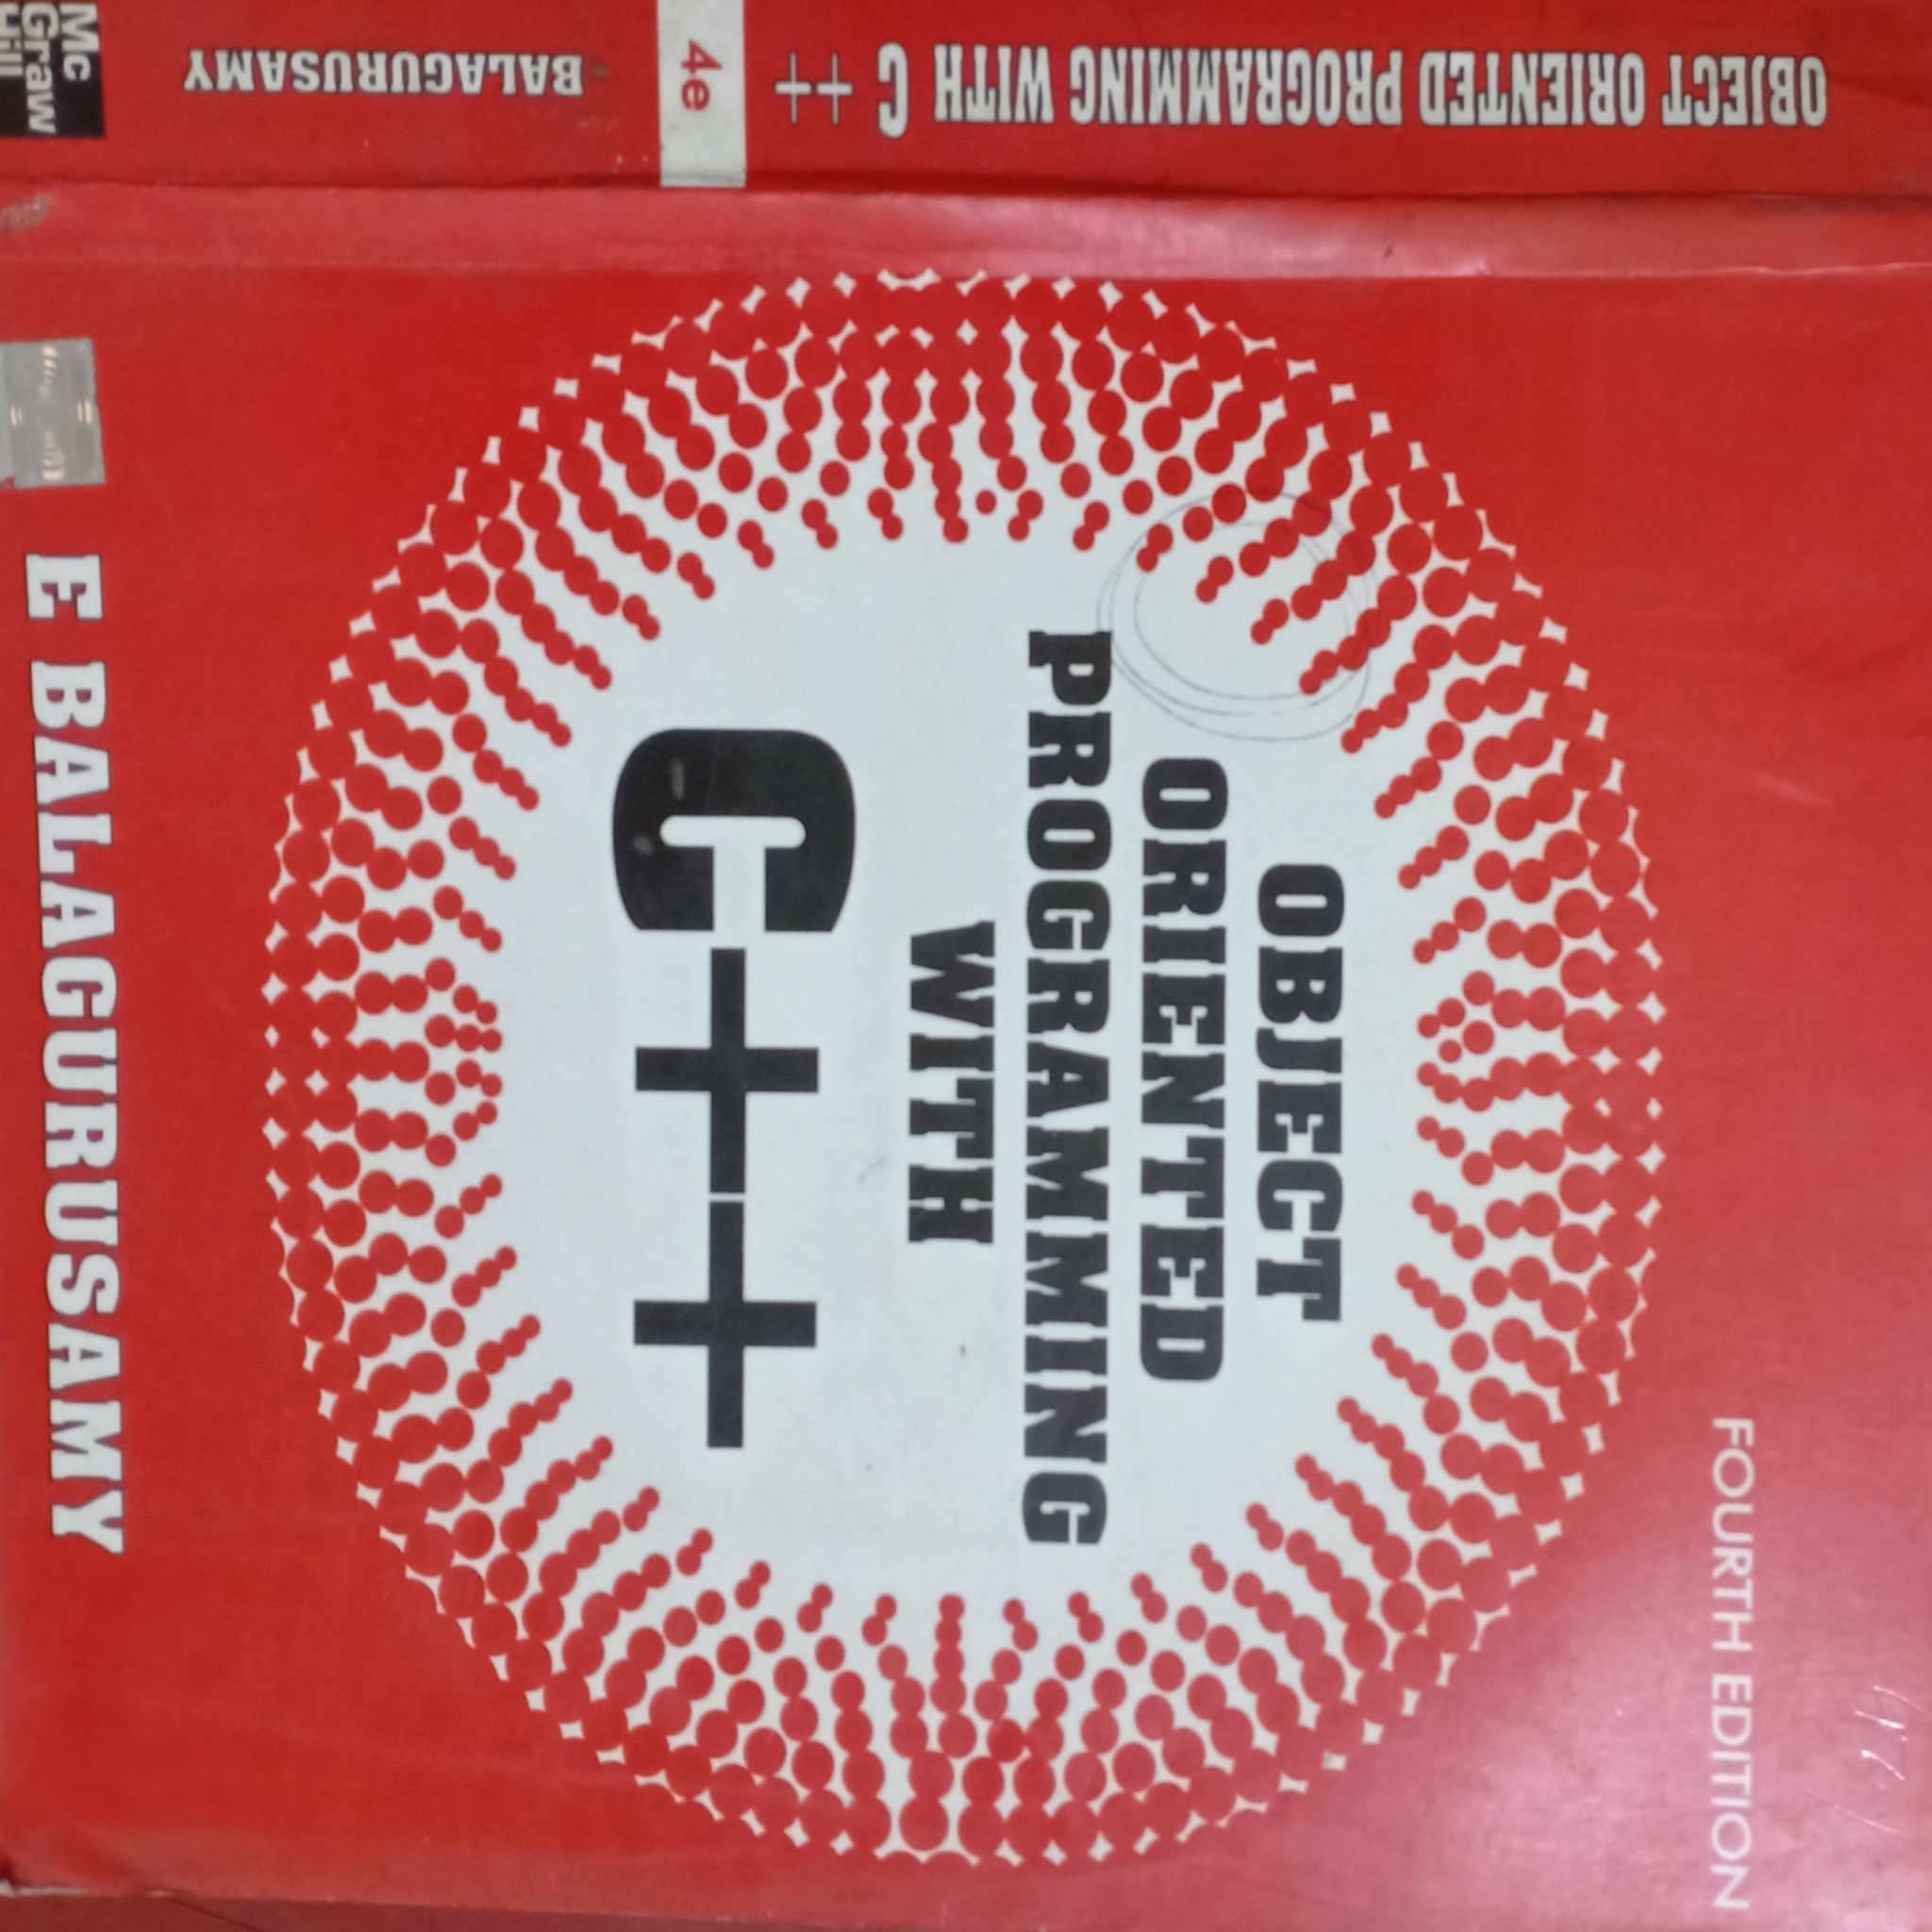 OBJECT ORIENTED PROGRAMMING WITH C ++
4e
BALAGURUSAMY
Mc
Graw
Hill
FOURTH EDITION
OBJECT
ORIENTED
PROGRAMMING
WITH
C++
E BALAGURUSAMY